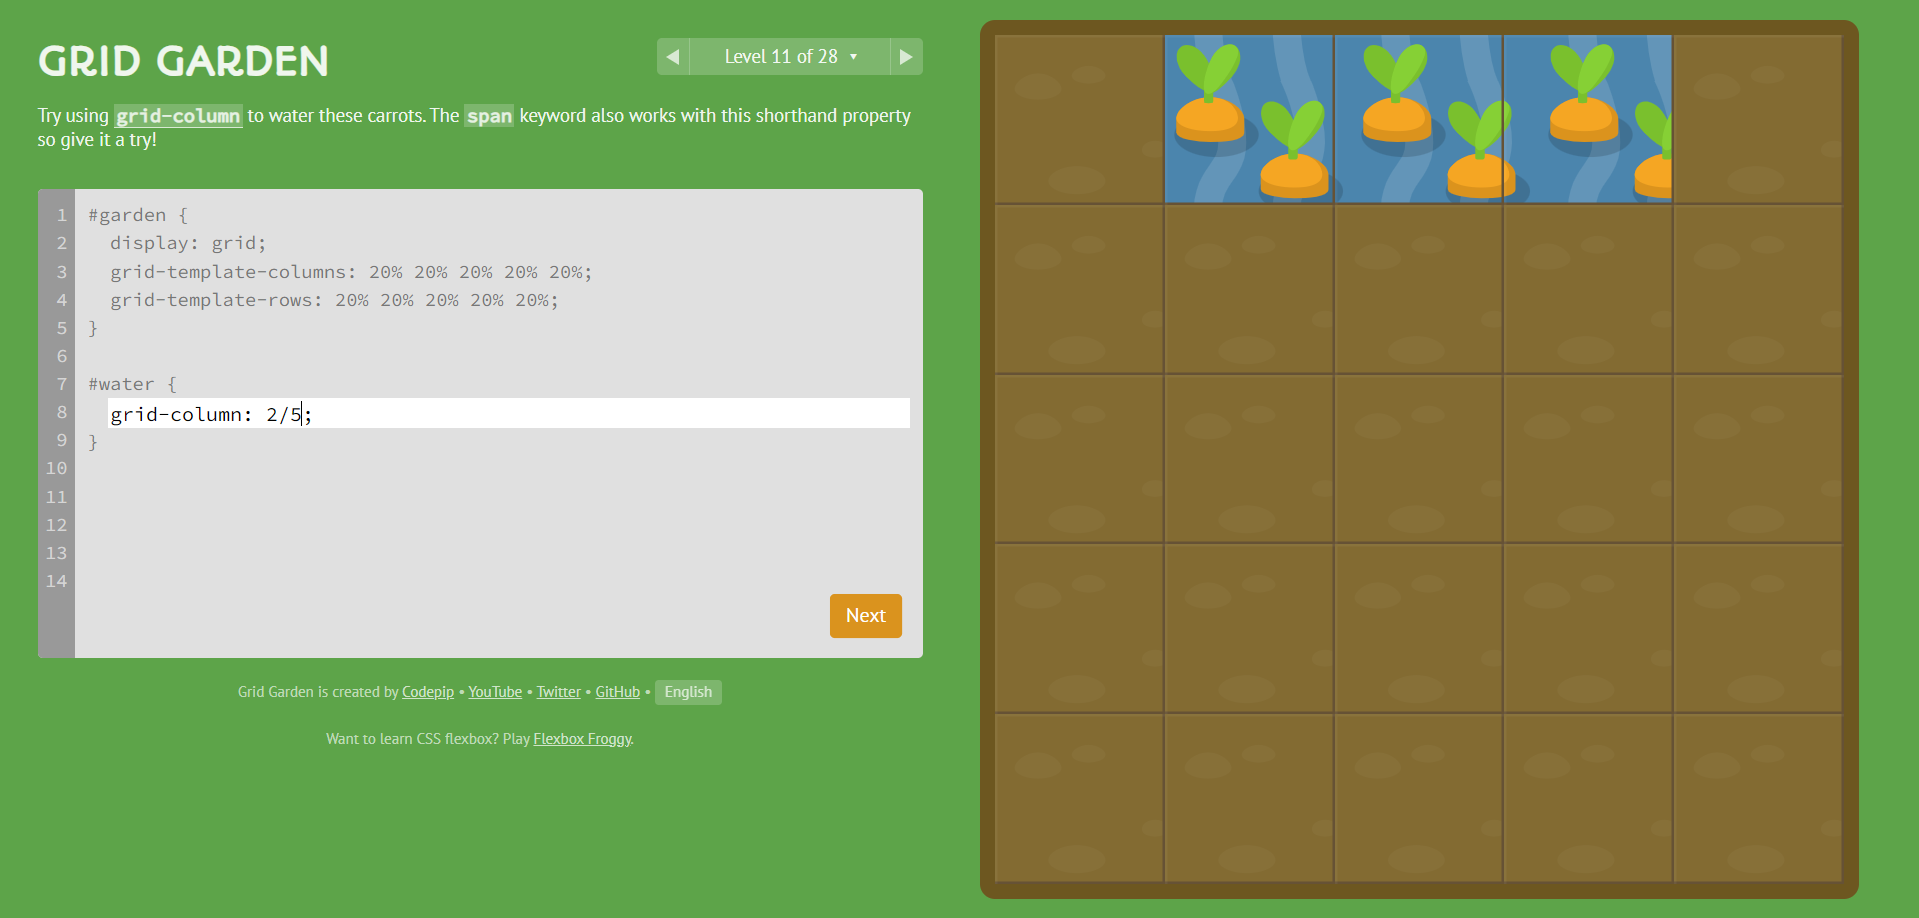 GRID GARDEN
◀ Level 11 of 28 ▼ ▶
Try using grid-column to water these carrots. The span keyword also works with this shorthand property
so give it a try!
1 #garden {
2 display: grid;
3 grid-template-columns: 20% 20% 20% 20% 20%;
4 grid-template-rows: 20% 20% 20% 20% 20%;
5 }
6
7 #water {
8 grid-column: 2/5;
9 }
10
11
12
13
14
Next
Grid Garden is created by Codepip • YouTube • Twitter • GitHub • English
Want to learn CSS flexbox? Play Flexbox Froggy.